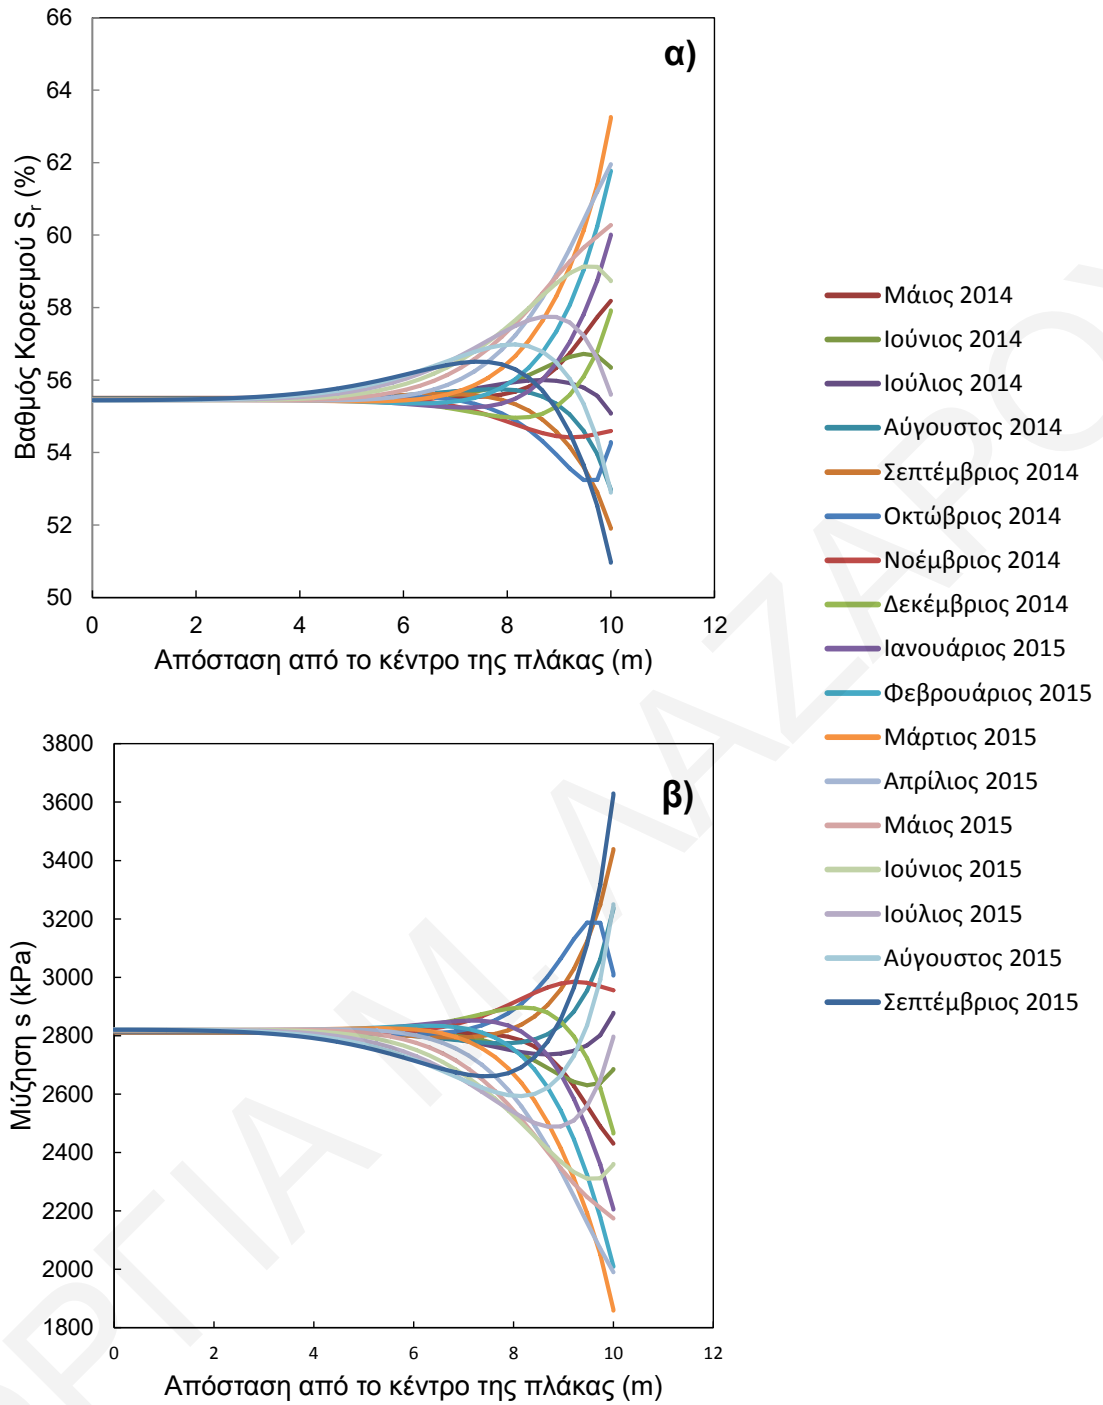 66
64
62
60
58
56
54
52
50
Βαθμός Κορεσμού Sr (%)
α)
0 2 4 6 8 10 12
Απόσταση από το κέντρο της πλάκας (m)
Μάιος 2014
Ιούνιος 2014
Ιούλιος 2014
Αύγουστος 2014
Σεπτέμβριος 2014
Οκτώβριος 2014
Νοέμβριος 2014
Δεκέμβριος 2014
Ιανουάριος 2015
Φεβρουάριος 2015
Μάρτιος 2015
Απρίλιος 2015
Μάιος 2015
Ιούνιος 2015
Ιούλιος 2015
Αύγουστος 2015
Σεπτέμβριος 2015
3800
3600
3400
3200
3000
2800
2600
2400
2200
2000
1800
Μύζηση s (kPa)
β)
0 2 4 6 8 10 12
Απόσταση από το κέντρο της πλάκας (m)